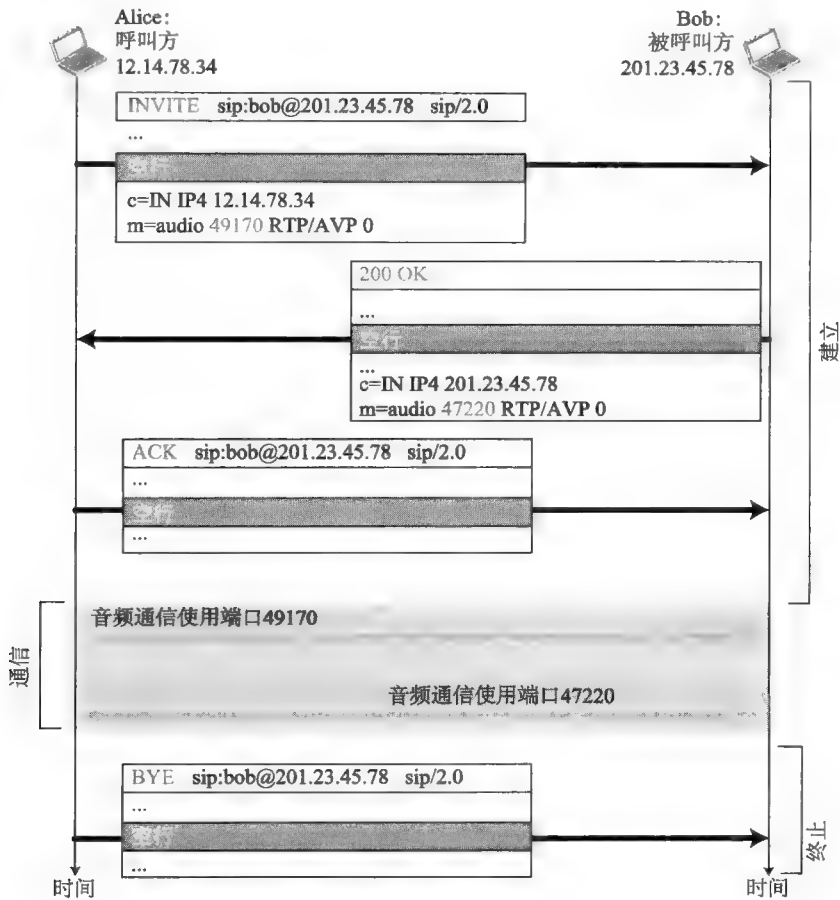 Alice:
呼叫方
12.14.78.34
Bob:
被呼叫方
201.23.45.78
INVITE sip:bob@201.23.45.78 sip/2.0
...
空行
c=IN IP4 12.14.78.34
m=audio 49170 RTP/AVP 0
200 OK
...
空行
...
c=IN IP4 201.23.45.78
m=audio 47220 RTP/AVP 0
建立
ACK sip:bob@201.23.45.78 sip/2.0
...
空行
...
通信
音频通信使用端口49170
音频通信使用端口47220
BYE sip:bob@201.23.45.78 sip/2.0
...
空行
...
终止
时间
时间